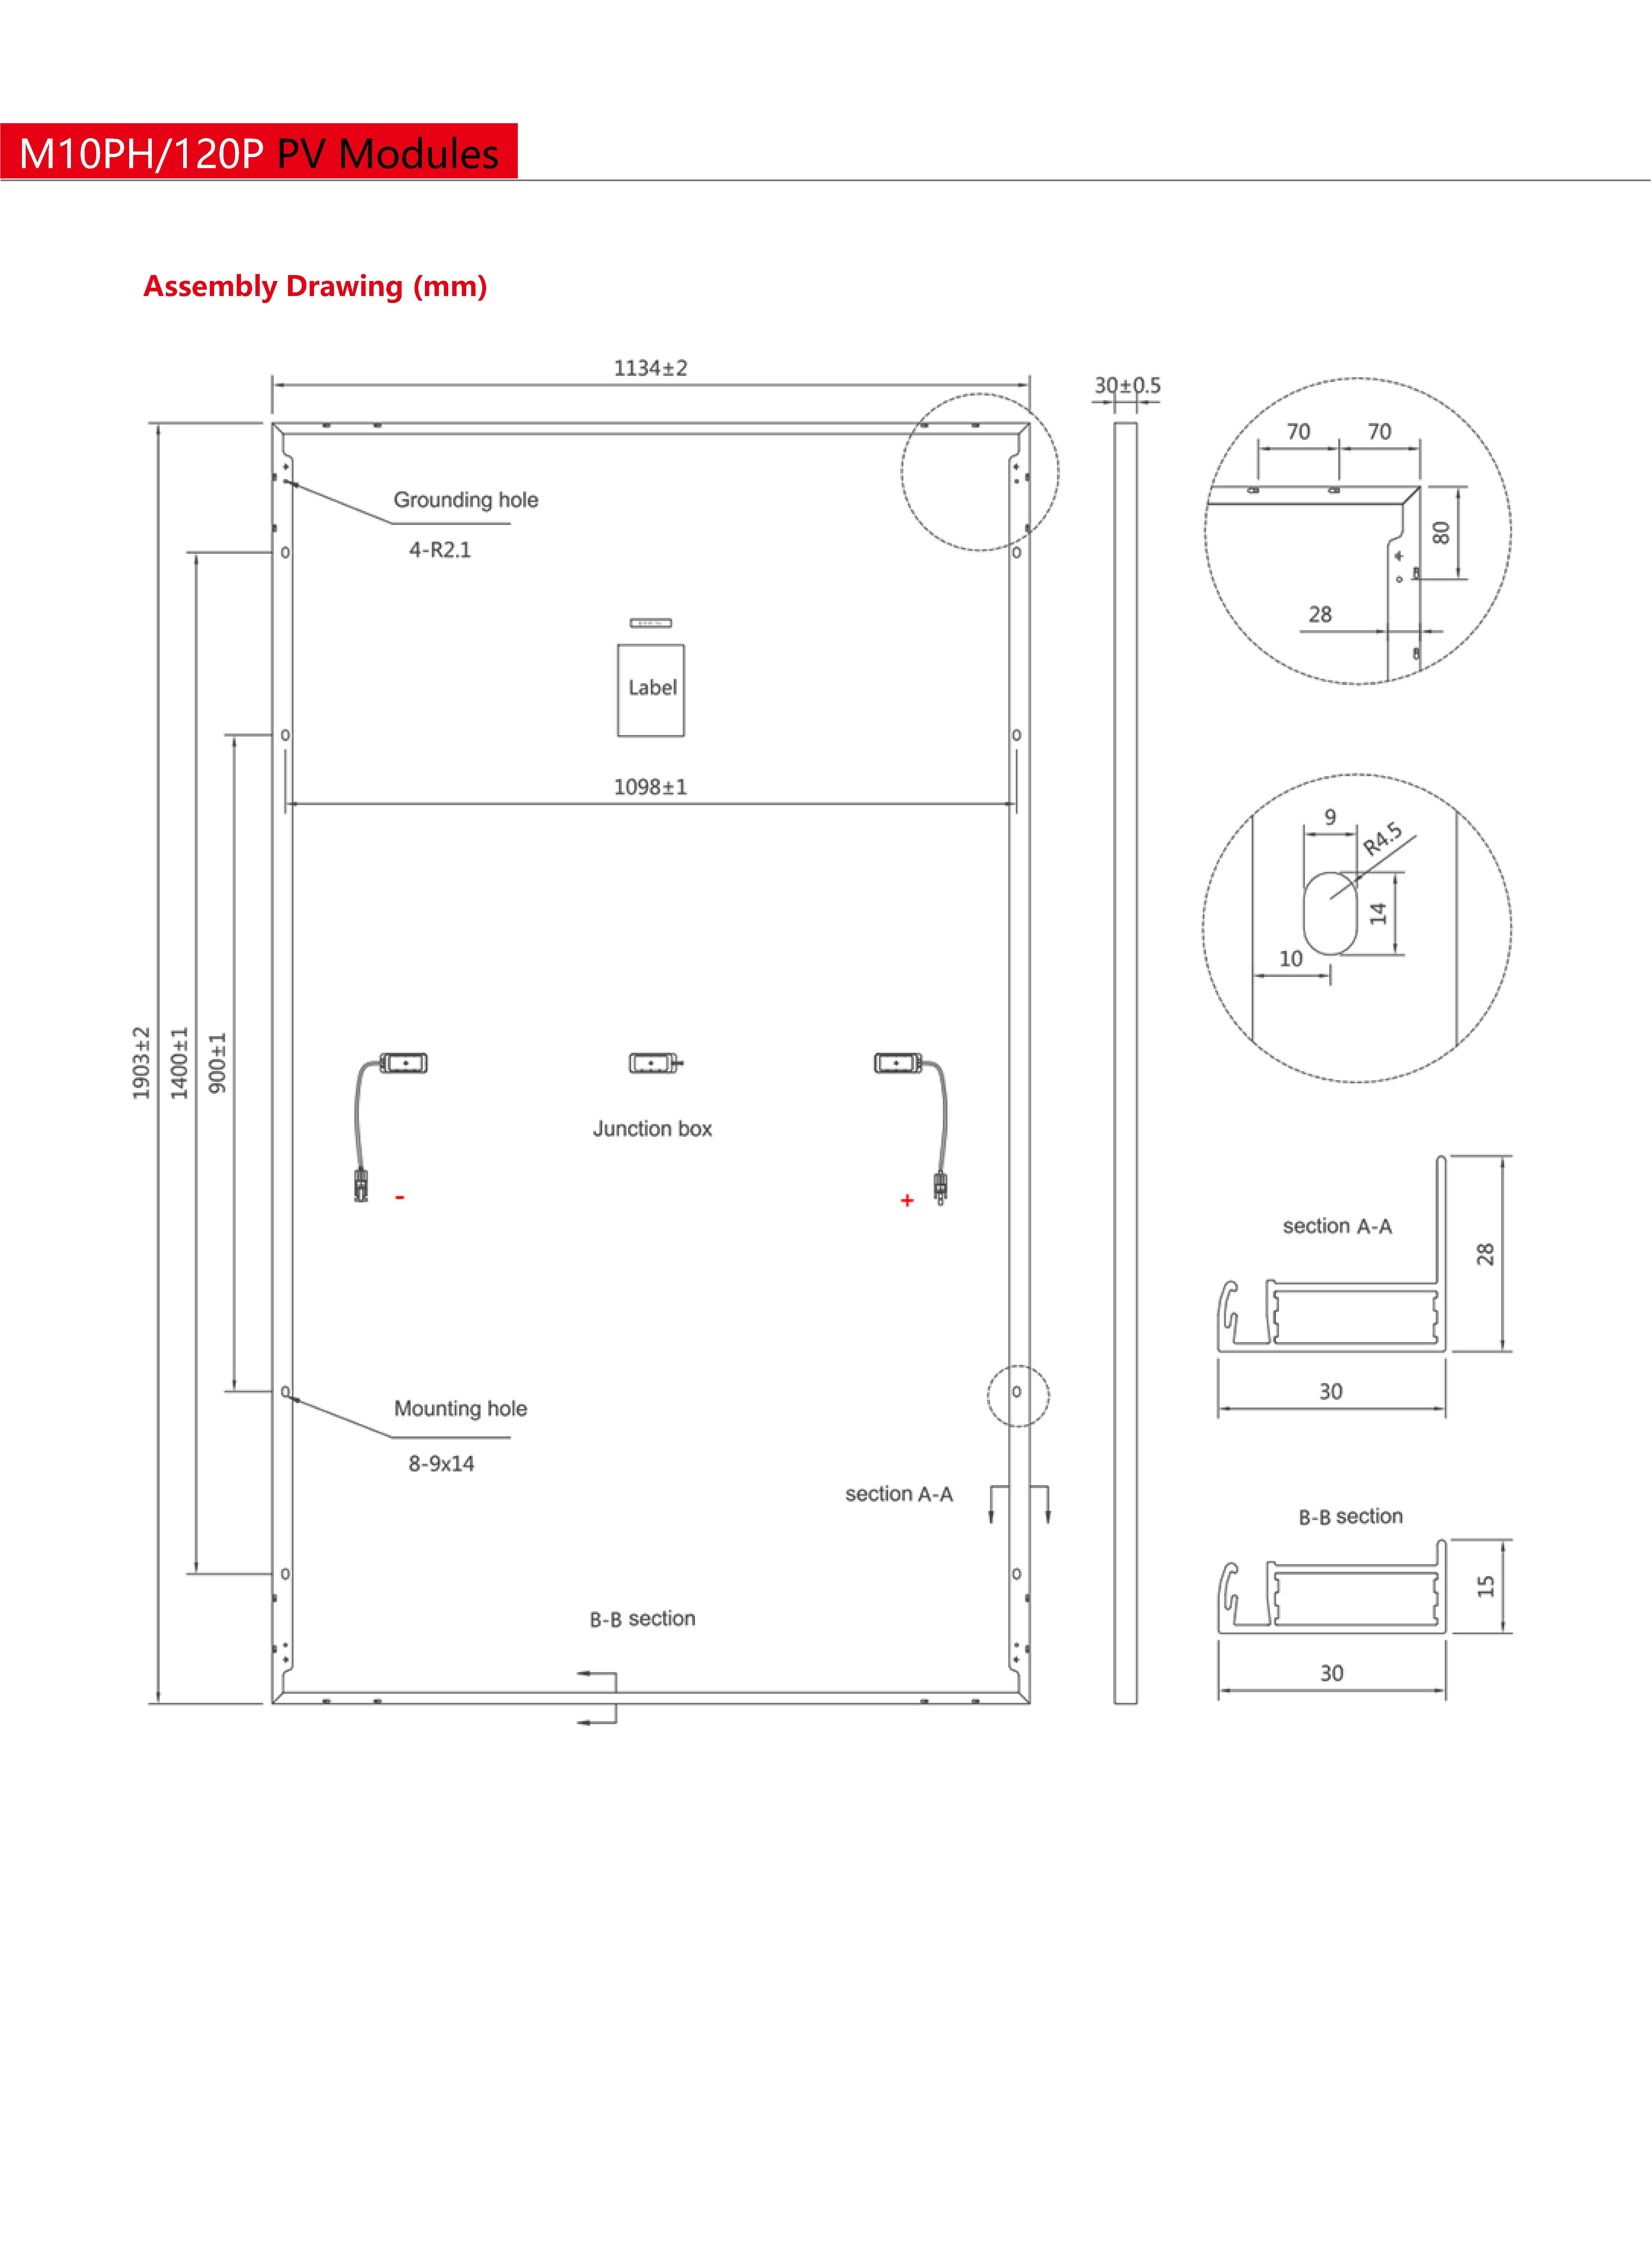 M10PH/120P PV Modules
Assembly Drawing (mm)
1134±2
30±0.5
70 70
Grounding hole
4-R2.1
80
28
Label
1098±1
9
R4.5
14
10
1903±2
1400±1
900±1
Junction box
- +
section A-A
28
30
Mounting hole
8-9x14
section A-A
B-B section
15
B-B section
30